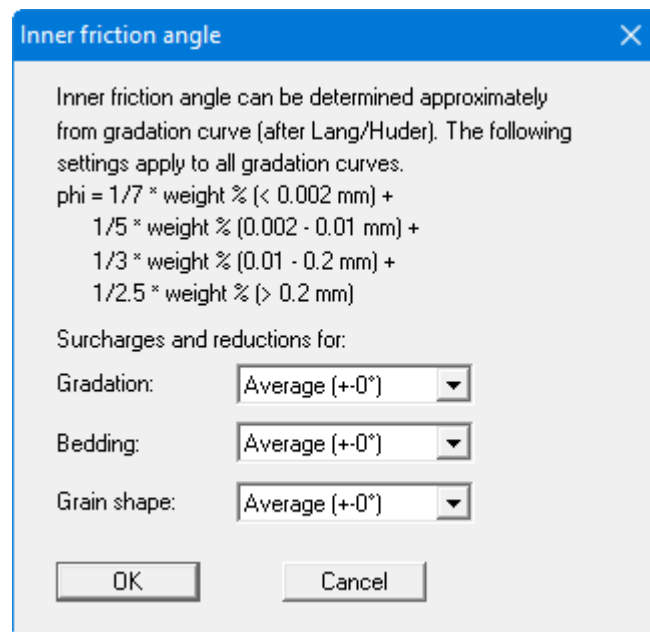 Inner friction angle
Inner friction angle can be determined approximately
from gradation curve (after Lang/Huder). The following
settings apply to all gradation curves.
phi = 1/7 * weight % (< 0.002 mm) +
1/5 * weight % (0.002 - 0.01 mm) +
1/3 * weight % (0.01 - 0.2 mm) +
1/2.5 * weight % (> 0.2 mm)
Surcharges and reductions for:
Gradation: Average (+-0°)
Bedding: Average (+-0°)
Grain shape: Average (+-0°)
OK Cancel